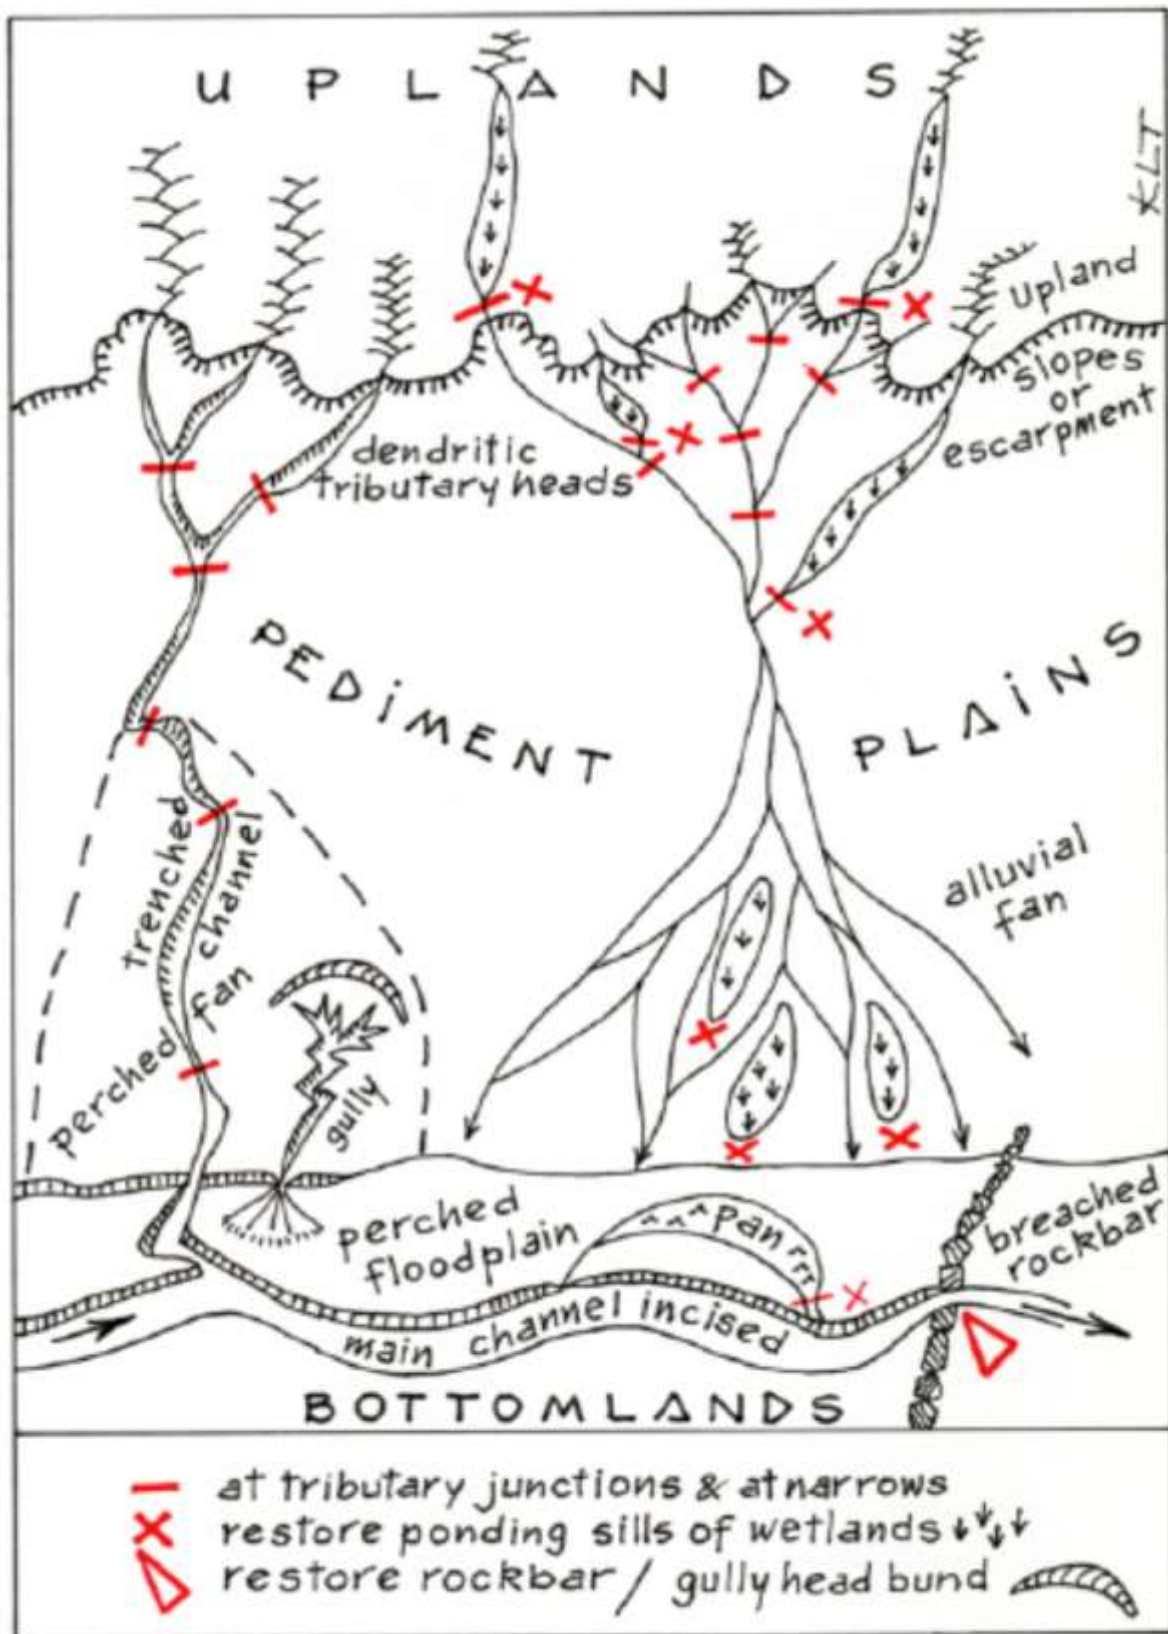 UPLANDS
KLT
upland
slopes
or
escarpment
dendritic
tributary heads
PEDIMENT PLAINS
trenched
channel
alluvial
fan
perched fan
gully
perched
floodplain
pan
breached
rockbar
main channel incised
BOTTOMLANDS
at tributary junctions & at narrows
restore ponding sills of wetlands
restore rockbar / gully head bund